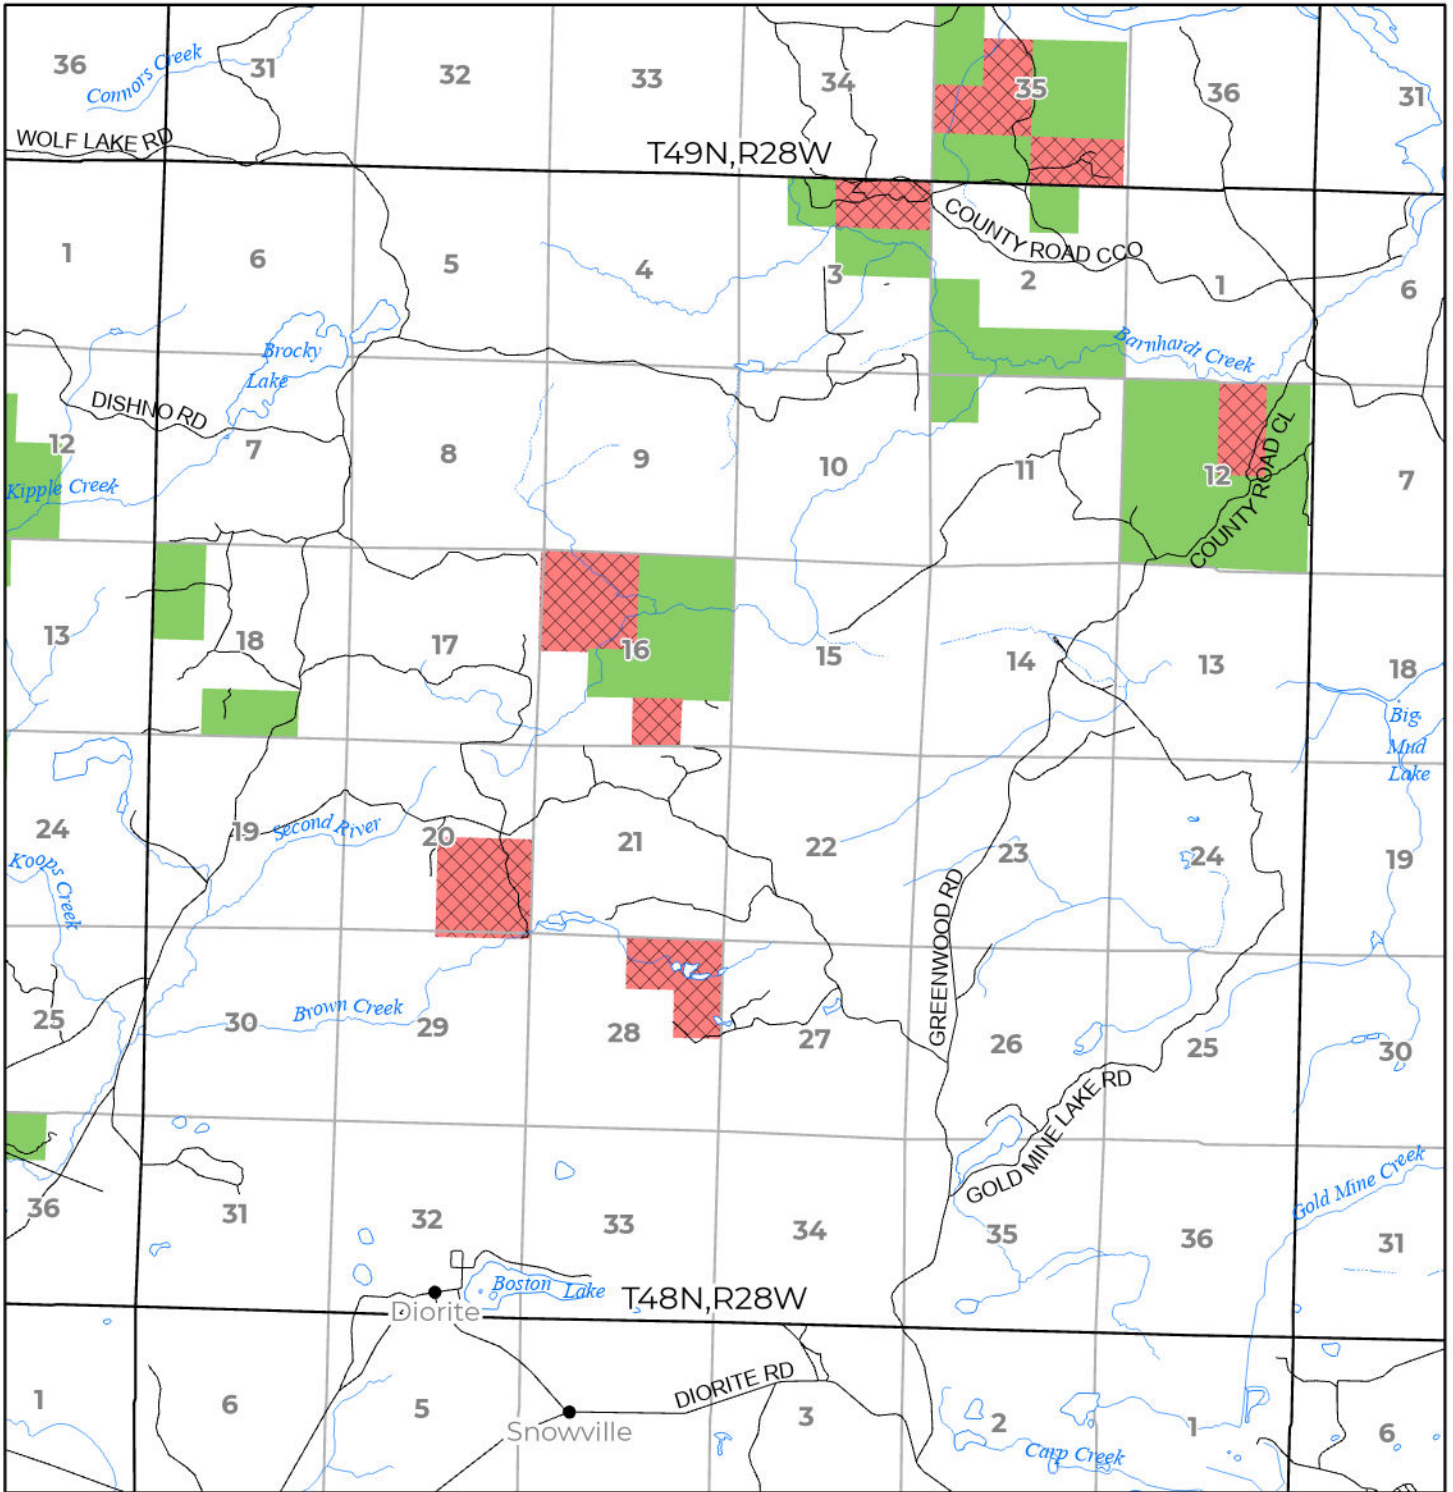 36
Connors Creek
31
32
33
34
35
36
31
WOLF LAKE RD
T49N,R28W
COUNTY ROAD CCO
1
6
5
4
3
2
1
6
Brocky
Lake
Barnhardt Creek
DISHNO RD
12
7
8
9
10
11
12
7
Kipple Creek
COUNTY ROAD CL
13
18
17
16
15
14
13
18
Big
Mud
Lake
24
19
Second River
20
21
22
23
24
19
Koops Creek
GREENWOOD RD
25
30
Brown Creek
29
28
27
26
25
30
GOLD MINE LAKE RD
Gold Mine Creek
36
31
32
33
34
35
36
31
Boston Lake
T48N,R28W
Diorite
DIORITE RD
1
6
5
3
2
1
6
Snowville
Carp Creek